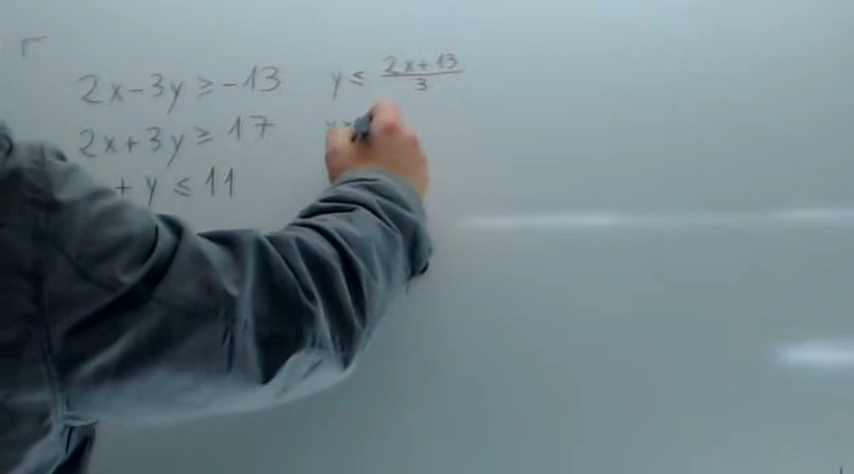 2x-3y ≥ -13 y ≤ (2x+13)/3
2x+3y ≥ 17 y ≥
+ y ≤ 11